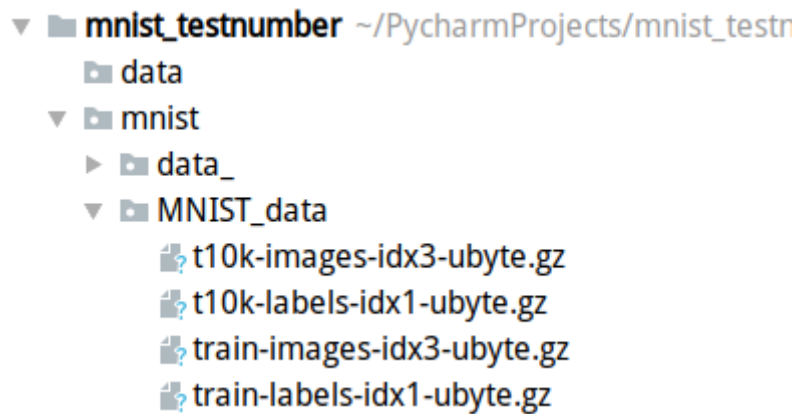 mnist_testnumber ~/PycharmProjects/mnist_testn
data
mnist
data_
MNIST_data
t10k-images-idx3-ubyte.gz
t10k-labels-idx1-ubyte.gz
train-images-idx3-ubyte.gz
train-labels-idx1-ubyte.gz